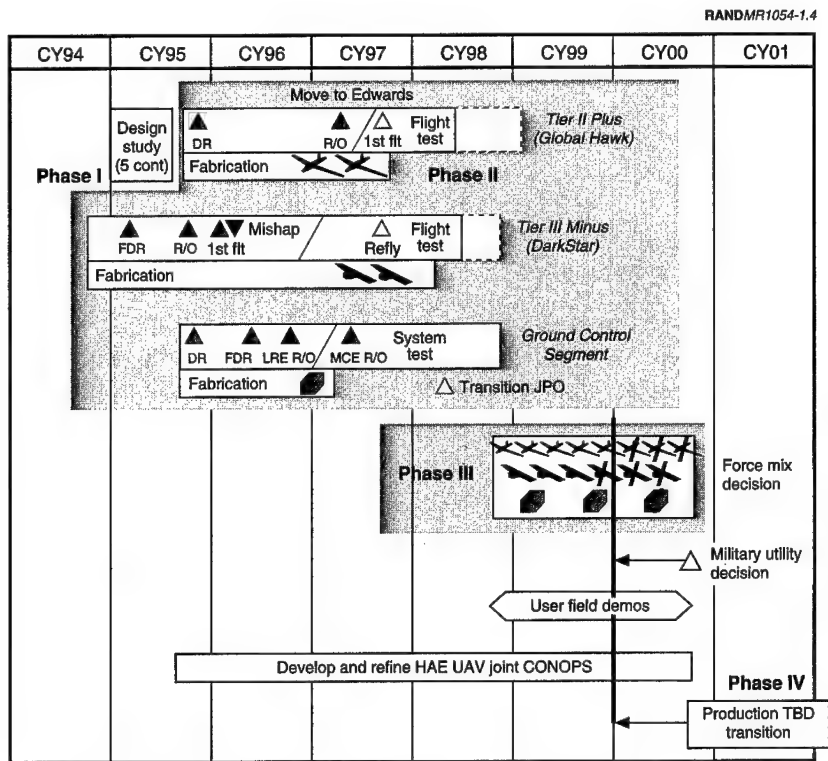 RANDMR1054-1.4
CY94 CY95 CY96 CY97 CY98 CY99 CY00 CY01
Move to Edwards
Design
study
(5 cont)
DR R/O 1st flt
Flight
test
Tier II Plus
(Global Hawk)
Fabrication
Phase I
Phase II
Mishap
FDR R/O 1st flt
Refly
Flight
test
Tier III Minus
(DarkStar)
Fabrication
DR FDR LRE R/O MCE R/O
System
test
Ground Control
Segment
Fabrication
Transition JPO
Phase III
Force mix
decision
Military utility
decision
User field demos
Develop and refine HAE UAV joint CONOPS
Phase IV
Production TBD
transition